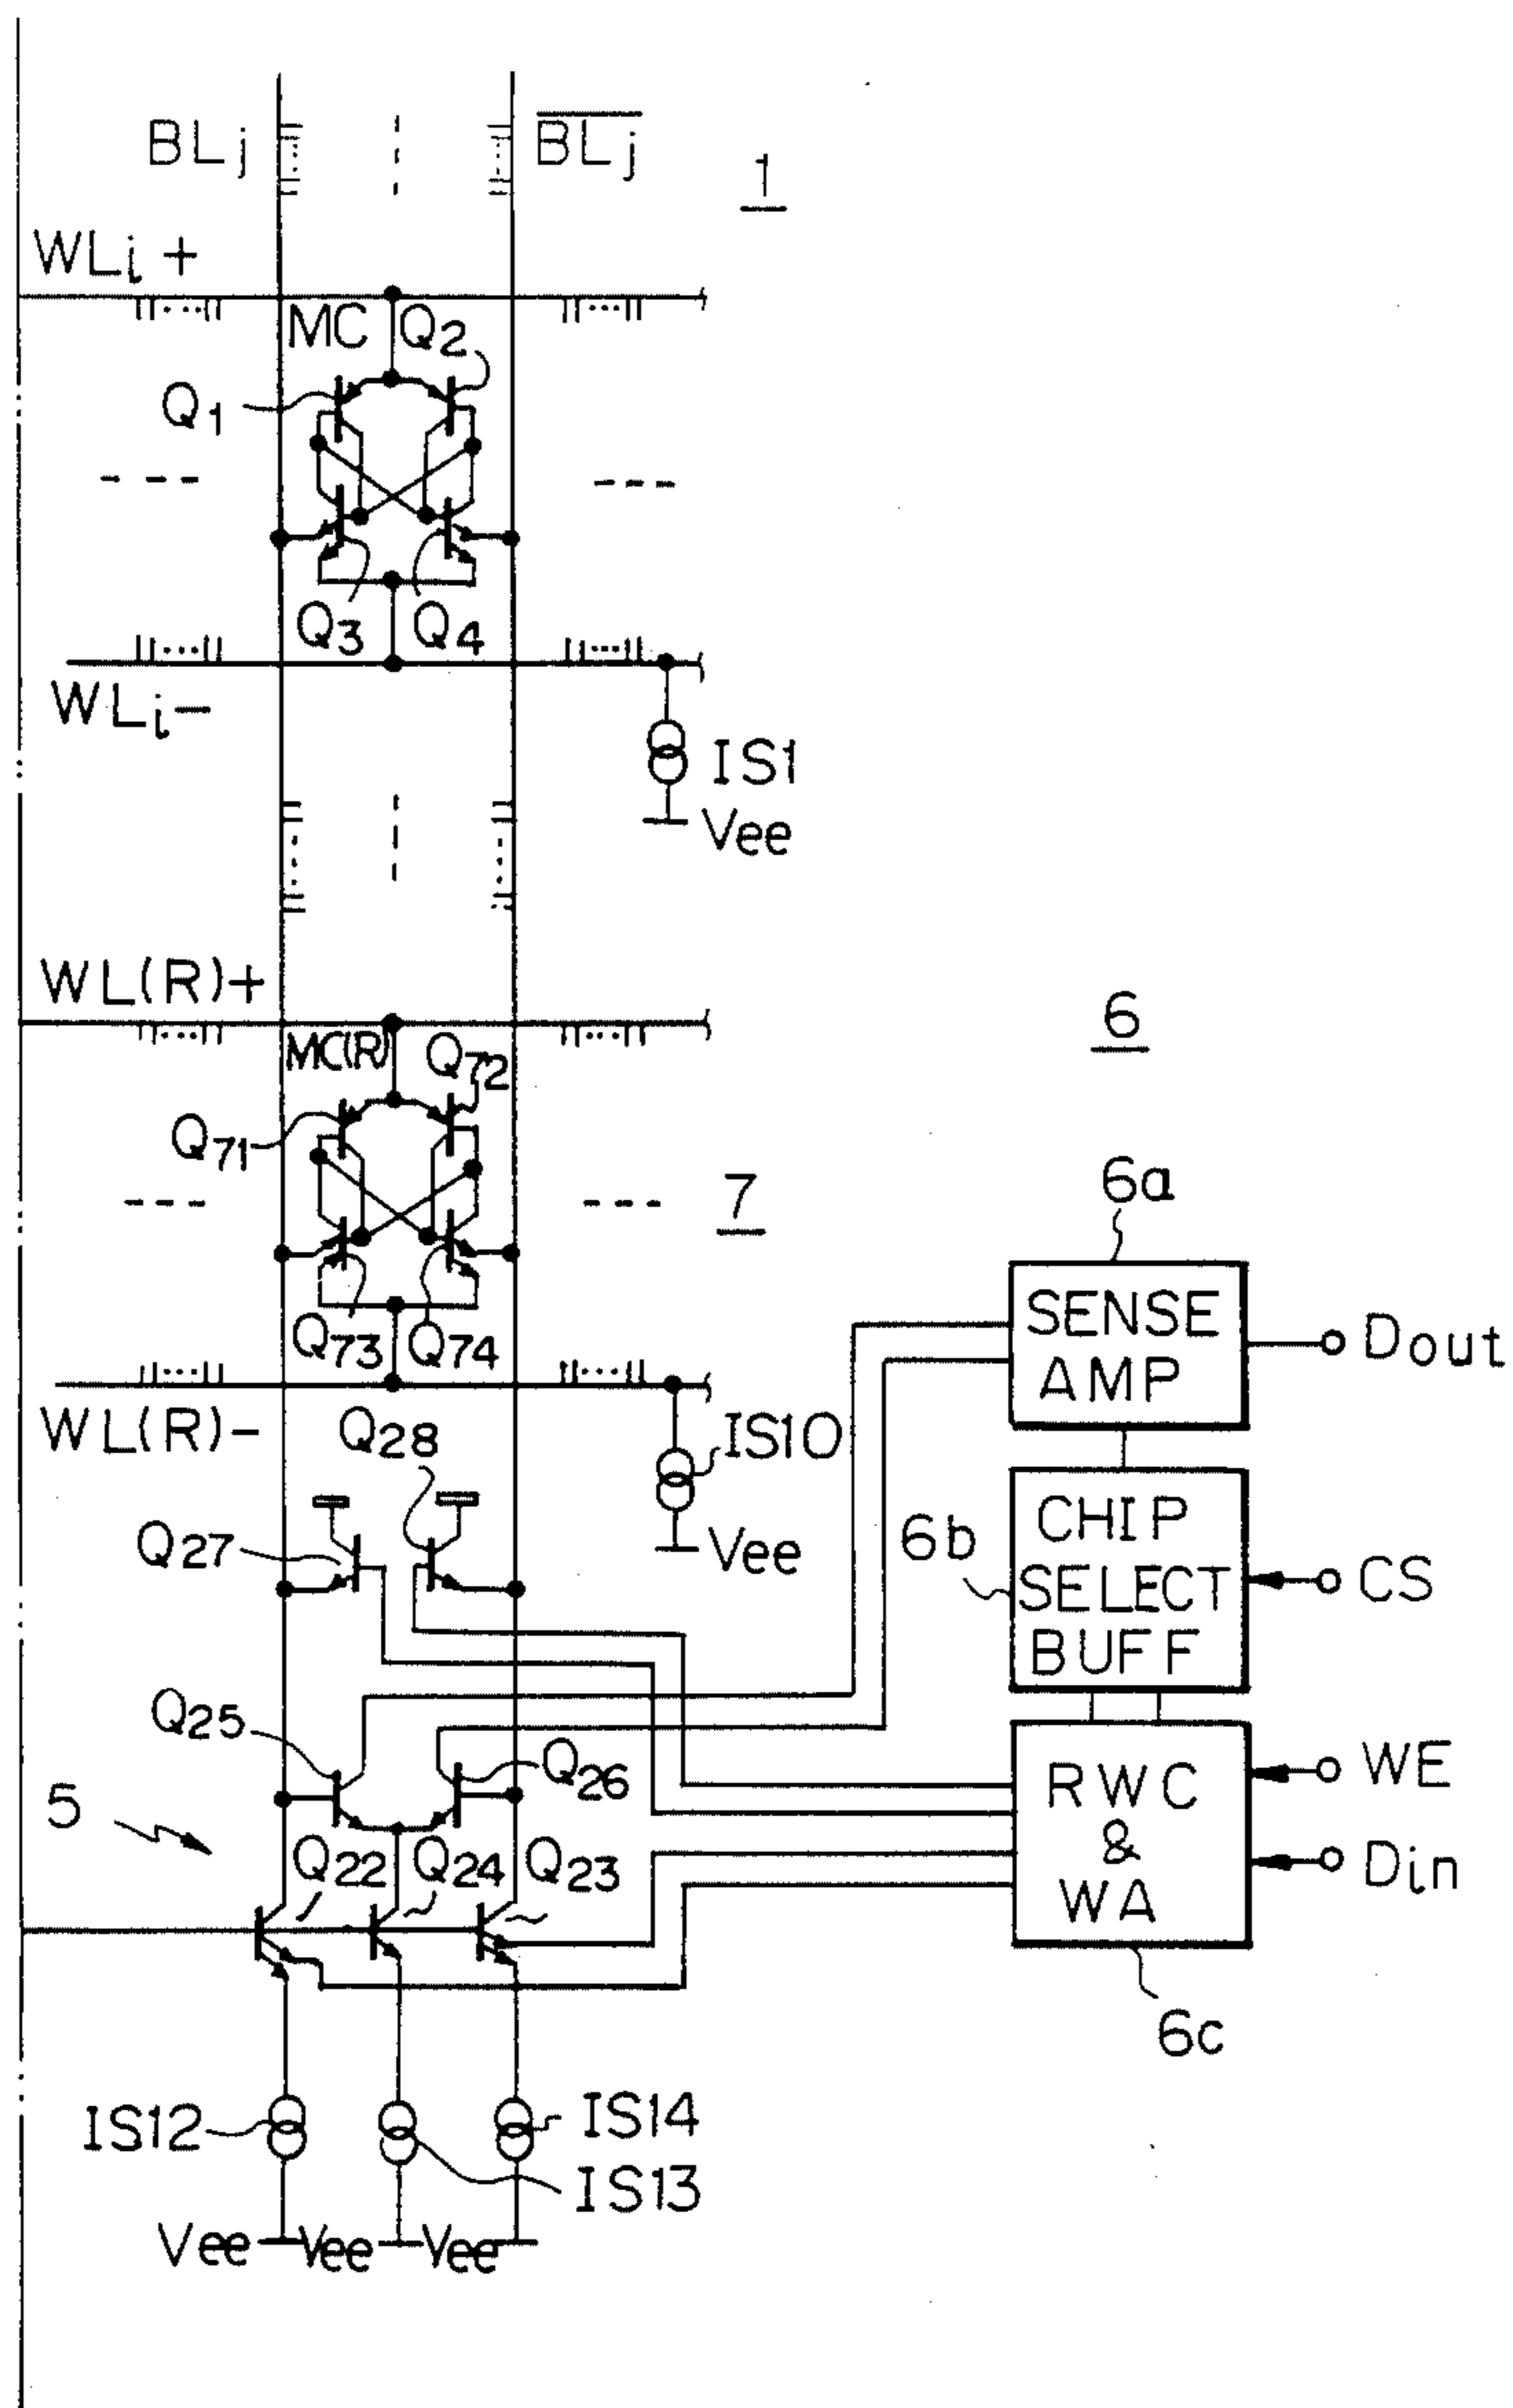 BLj
BLj
1
WLi+
MC
Q2
Q1
Q3
Q4
WLi-
IS1
Vee
WL(R)+
MC(R)
Q72
Q71
7
Q73
Q74
WL(R)-
Q28
IS10
Vee
Q27
6
6a
SENSE
AMP
Dout
6b
CHIP
SELECT
BUFF
CS
Q25
Q26
5
Q22
Q24
Q23
RWC
&
WA
WE
Din
6c
IS12
IS14
IS13
Vee
Vee
Vee